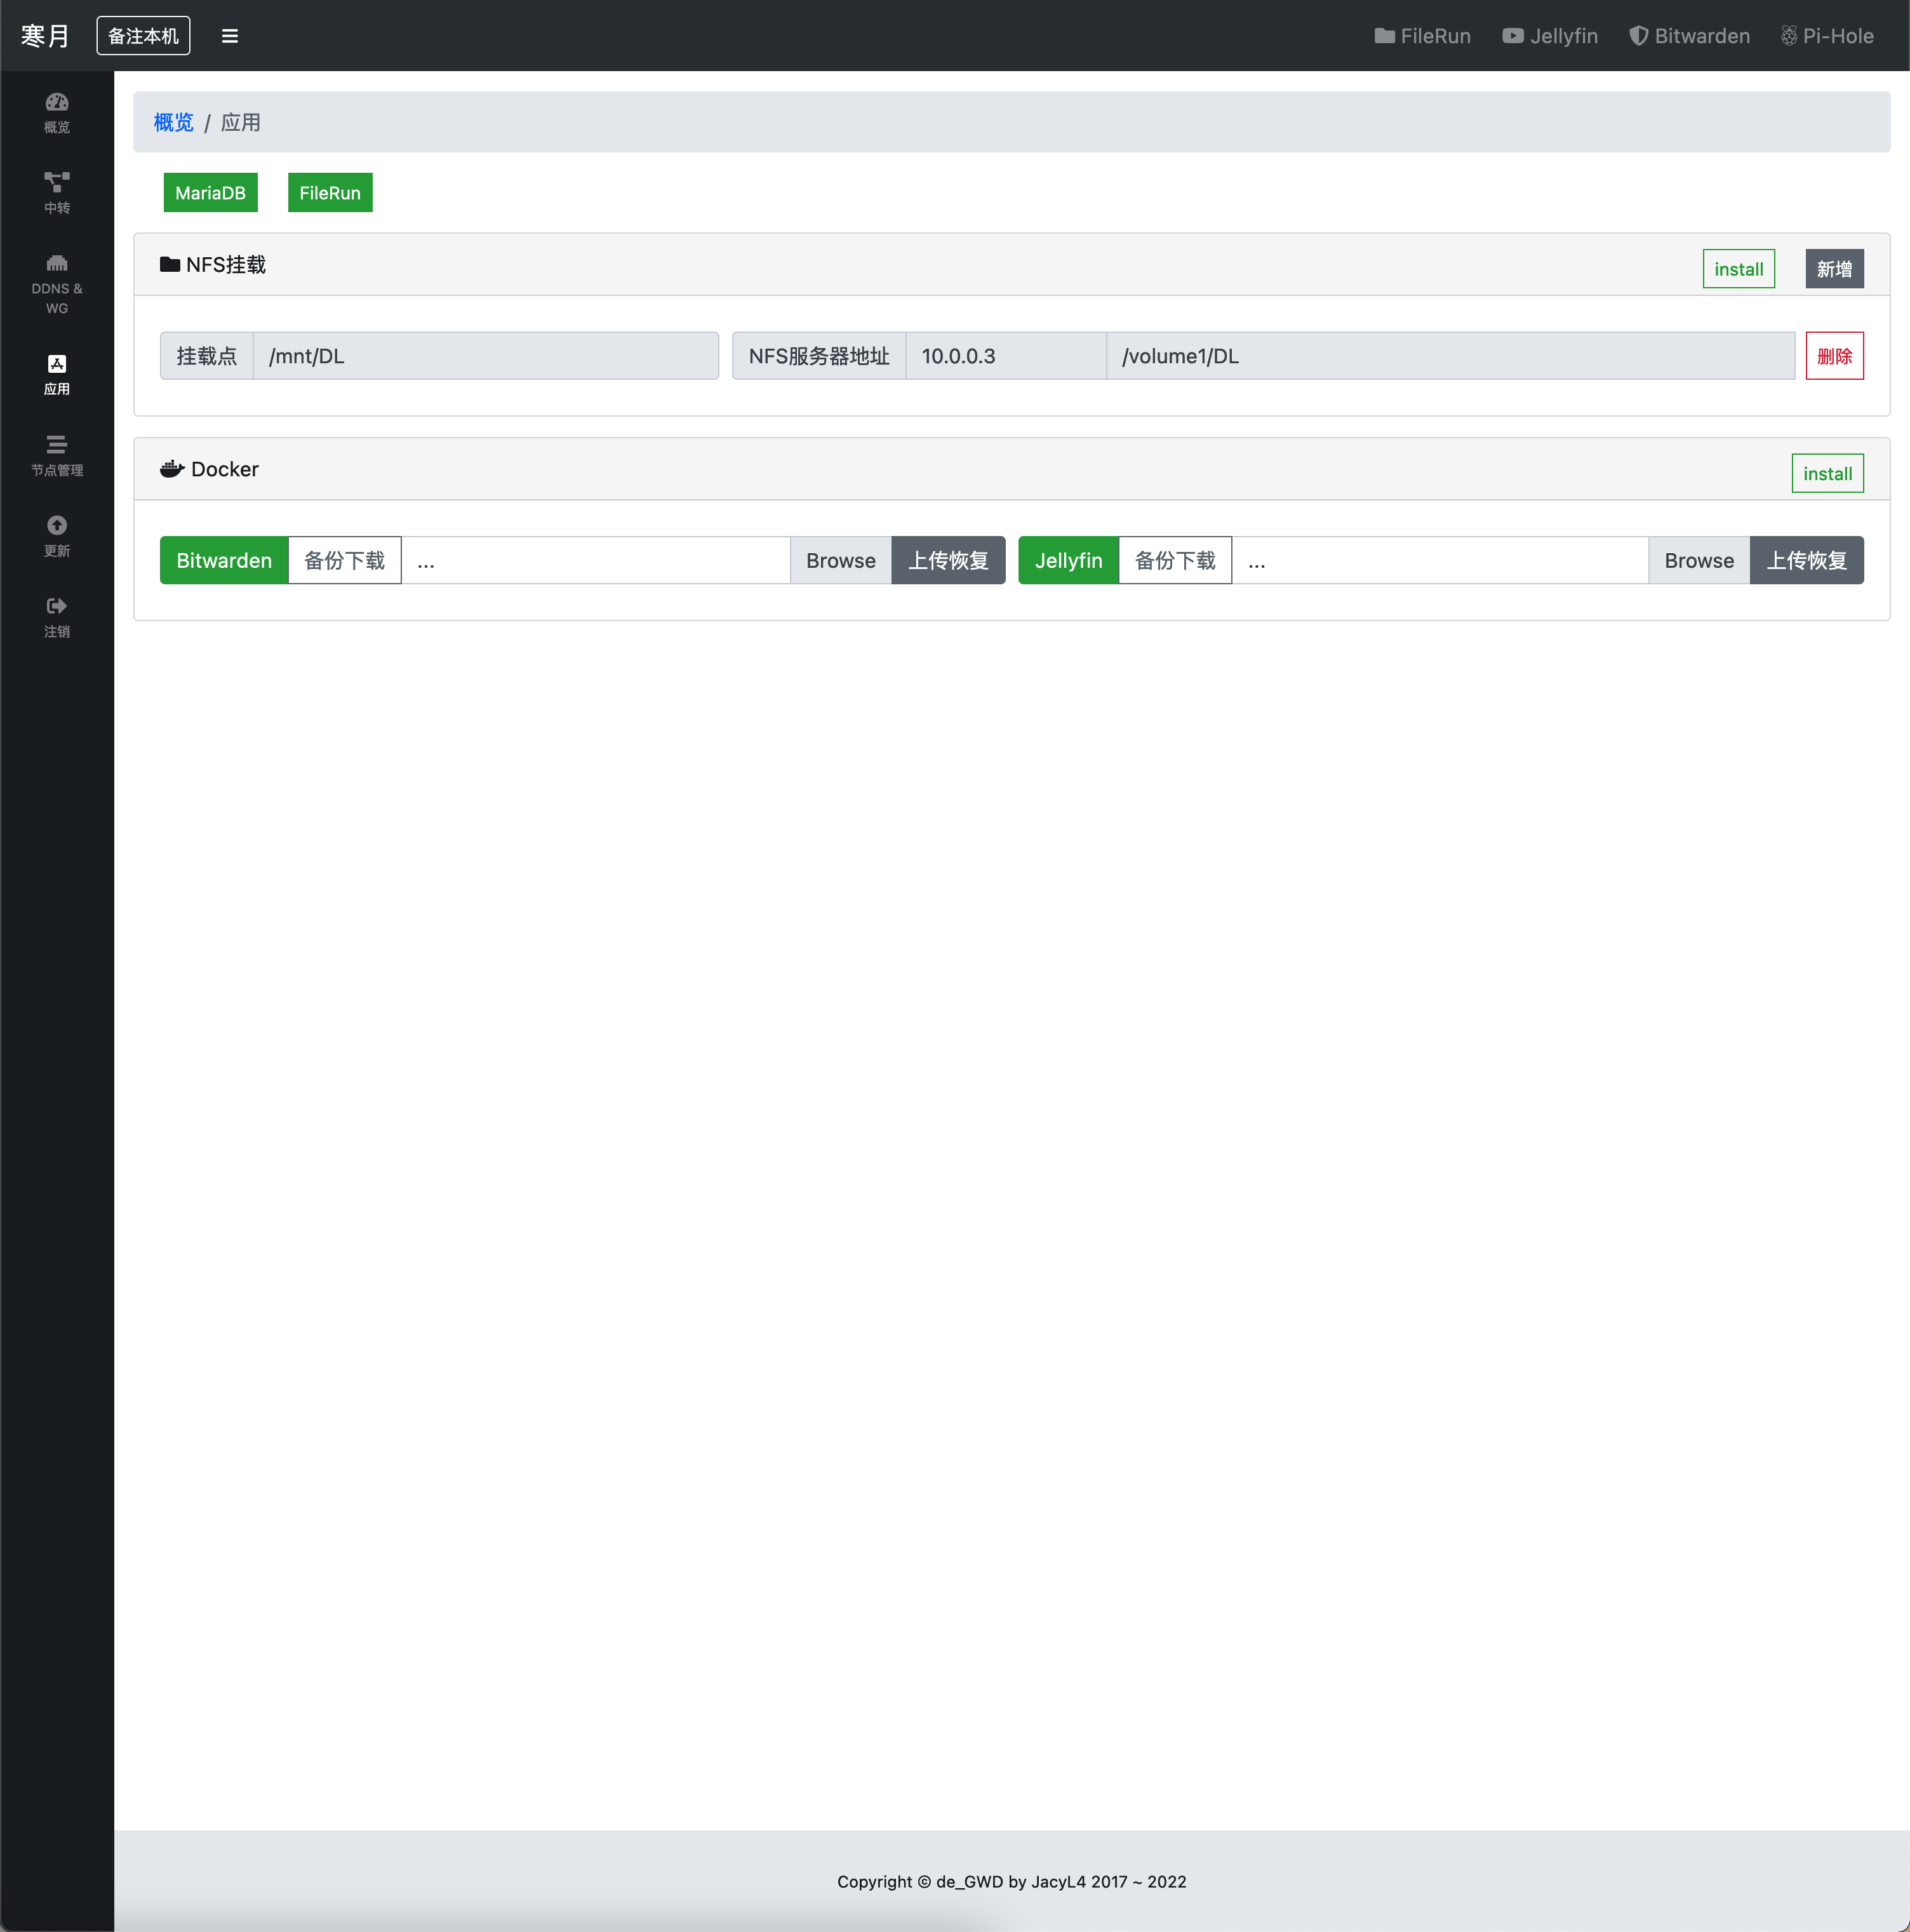 寒月 备注本机 FileRun Jellyfin Bitwarden Pi-Hole
概览
中转
DDNS &
WG
应用
节点管理
更新
注销
概览 / 应用
MariaDB FileRun
NFS挂载 install 新增
挂载点 /mnt/DL NFS服务器地址 10.0.0.3 /volume1/DL 删除
Docker install
Bitwarden 备份下载 ... Browse 上传恢复 Jellyfin 备份下载 ... Browse 上传恢复
Copyright © de_GWD by JacyL4 2017 ~ 2022